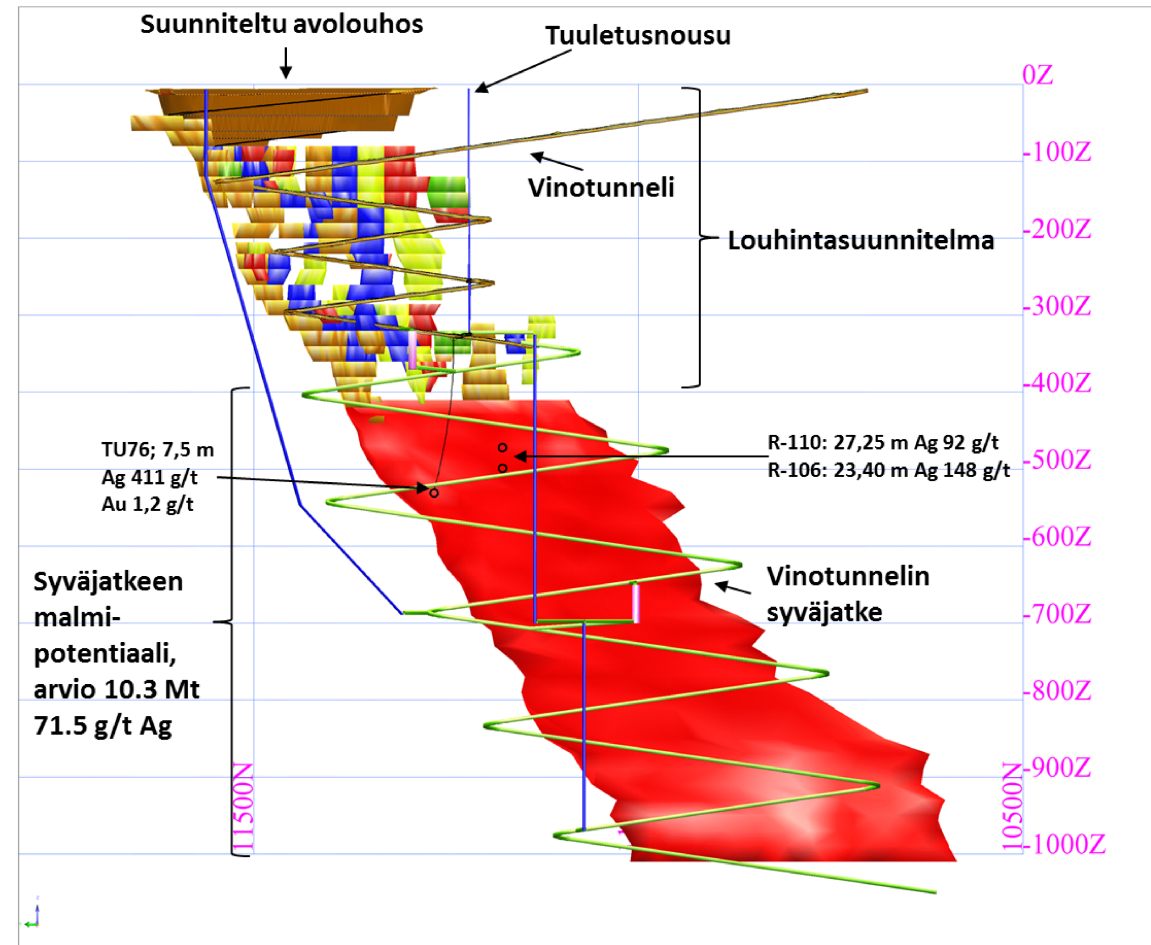 Suunniteltu avolouhos
Tuuletusnousu
0Z
-100Z
Vinotunneli
-200Z
Louhintasuunnitelma
-300Z
-400Z
TU76; 7,5 m
Ag 411 g/t
Au 1,2 g/t
R-110: 27,25 m Ag 92 g/t
R-106: 23,40 m Ag 148 g/t
-500Z
-600Z
Syväjatkeen
malmi-
potentiaali,
arvio 10.3 Mt
71.5 g/t Ag
Vinotunnelin
syväjatke
-700Z
-800Z
-900Z
11500N
10500N
-1000Z